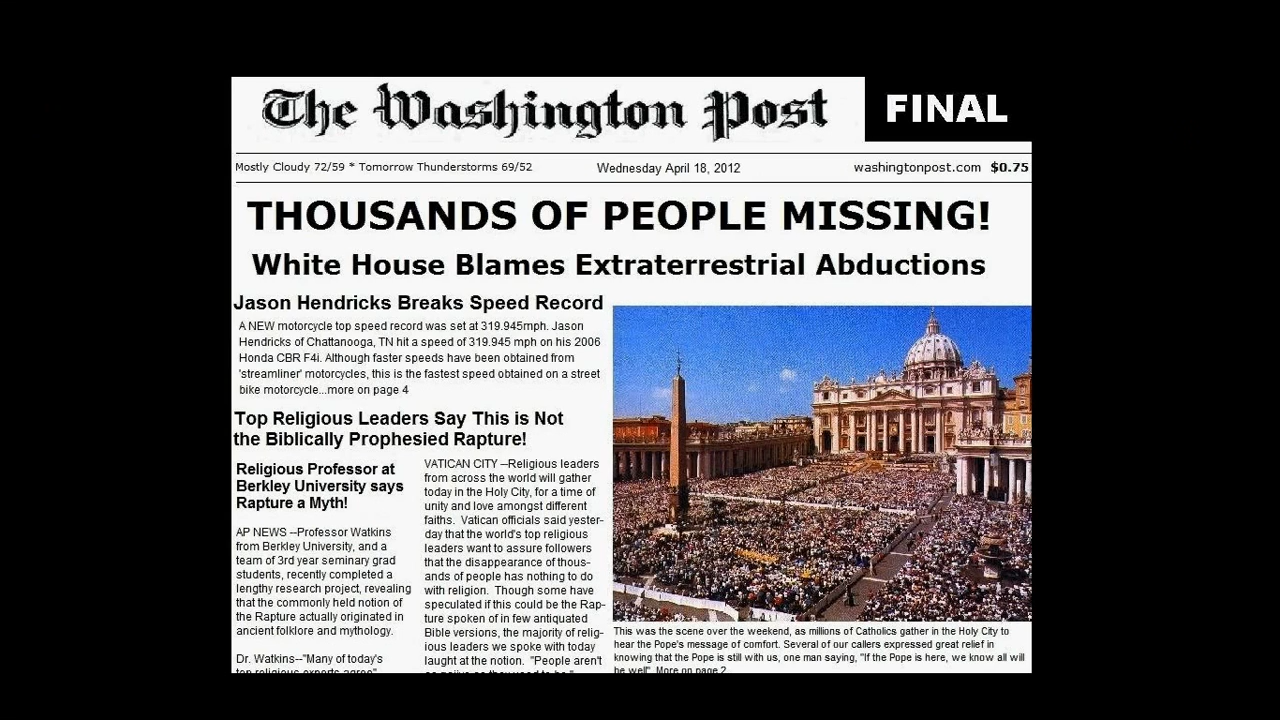 The Washington Post
FINAL
Mostly Cloudy 72/59 * Tomorrow Thunderstorms 69/52
Wednesday April 18, 2012
washingtonpost.com $0.75
THOUSANDS OF PEOPLE MISSING!
White House Blames Extraterrestrial Abductions
Jason Hendricks Breaks Speed Record
A NEW motorcycle top speed record was set at 319.945mph. Jason
Hendricks of Chattanooga, TN hit a speed of 319.945 mph on his 2006
Honda CBR F4i. Although faster speeds have been obtained from
'streamliner' motorcycles, this is the fastest speed obtained on a street
bike motorcycle...more on page 4
Top Religious Leaders Say This is Not
the Biblically Prophesied Rapture!
Religious Professor at
Berkley University says
Rapture a Myth!
AP NEWS --Professor Watkins
from Berkley University, and a
team of 3rd year seminary grad
students, recently completed a
lengthy research project, revealing
that the commonly held notion of
the Rapture actually originated in
ancient folklore and mythology.
Dr. Watkins--"Many of today's
top religious experts agree"
VATICAN CITY --Religious leaders
from across the world will gather
today in the Holy City, for a time of
unity and love amongst different
faiths. Vatican officials said yester-
day that the world's top religious
leaders want to assure followers
that the disappearance of thous-
ands of people has nothing to do
with religion. Though some have
speculated if this could be the Rap-
ture spoken of in few antiquated
Bible versions, the majority of relig-
ious leaders we spoke with today
laught at the notion. "People aren't
This was the scene over the weekend, as millions of Catholics gather in the Holy City to
hear the Pope's message of comfort. Several of our callers expressed great relief in
knowing that the Pope is still with us, one man saying, "If the Pope is here, we know all will
be well". More on page 2